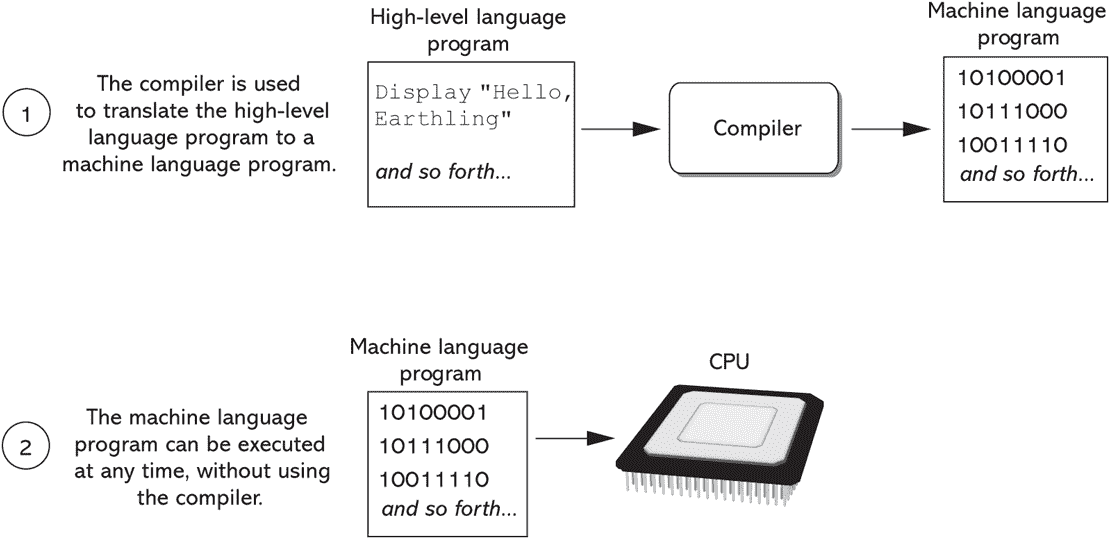 1
The compiler is used
to translate the high-level
language program to a
machine language program.
High-level language
program
Display "Hello,
Earthling"
and so forth...
Compiler
Machine language
program
10100001
10111000
10011110
and so forth...
2
The machine language
program can be executed
at any time, without using
the compiler.
Machine language
program
10100001
10111000
10011110
and so forth...
CPU